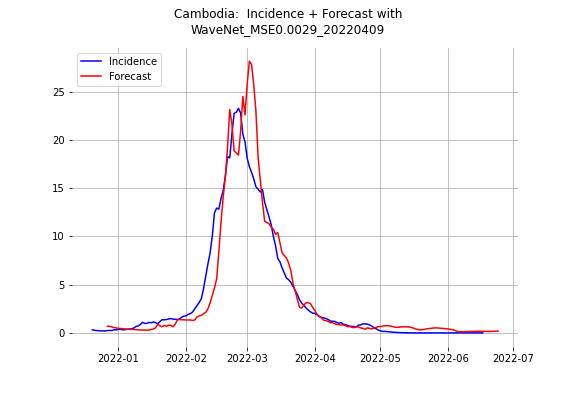 Cambodia:  Incidence + Forecast with
WaveNet_MSE0.0029_20220409
Incidence
Forecast
25
20
15
10
5
0
2022-01 2022-02 2022-03 2022-04 2022-05 2022-06 2022-07